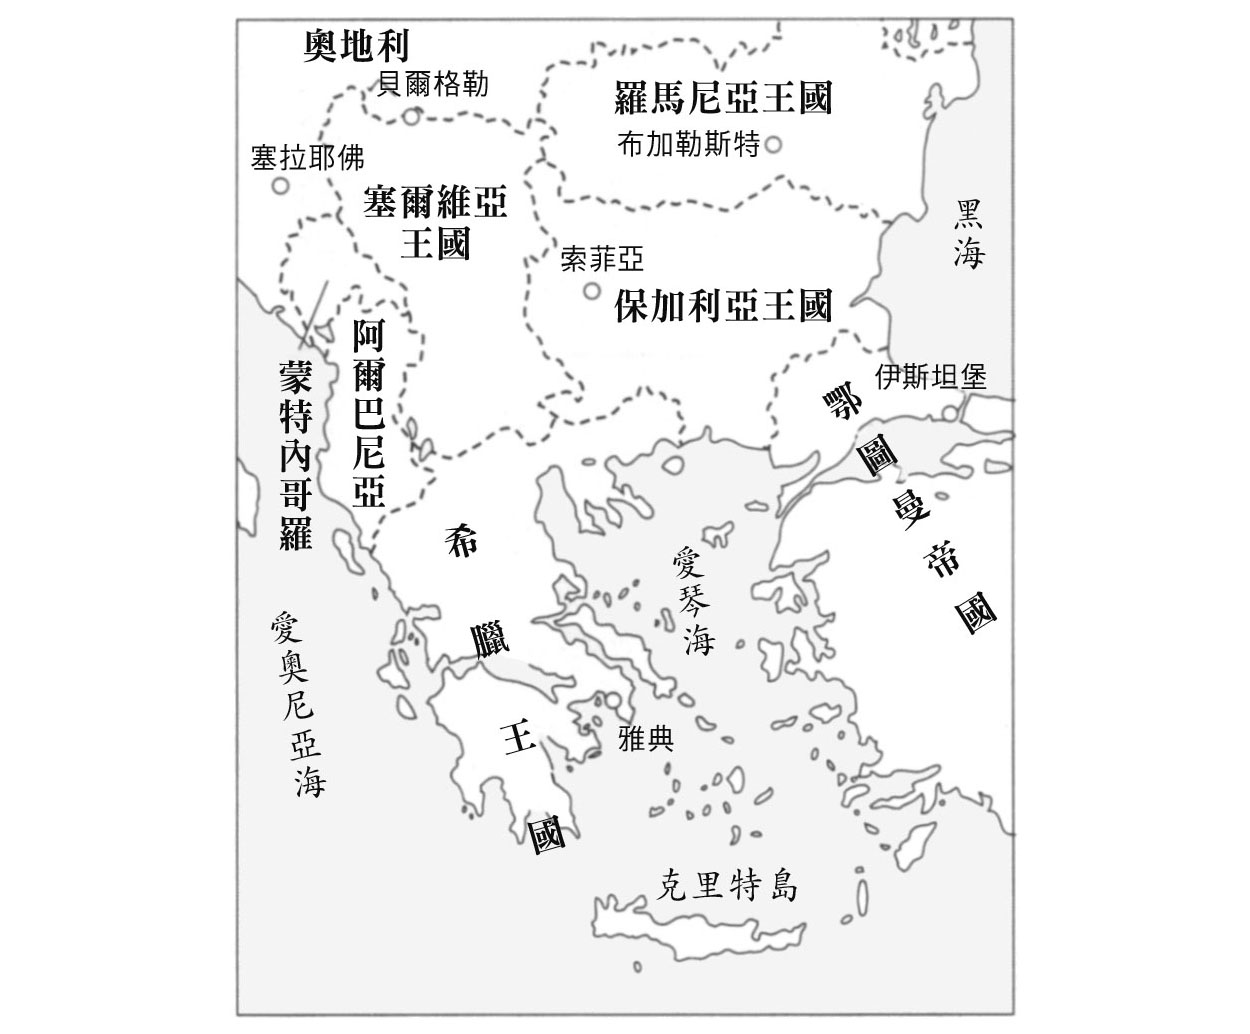 奧地利
貝爾格勒
羅馬尼亞王國
布加勒斯特
塞拉耶佛
塞爾維亞
王國
黑海
索菲亞
保加利亞王國
阿爾巴尼亞
蒙特內哥羅
伊斯坦堡
鄂圖曼帝國
希臘王國
愛琴海
愛奧尼亞海
雅典
克里特島